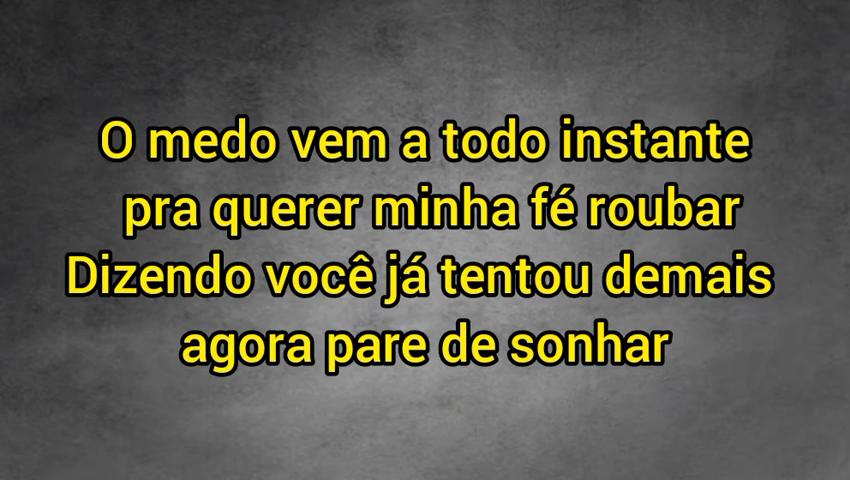 O medo vem a todo instante
pra querer minha fé roubar
Dizendo você já tentou demais
agora pare de sonhar